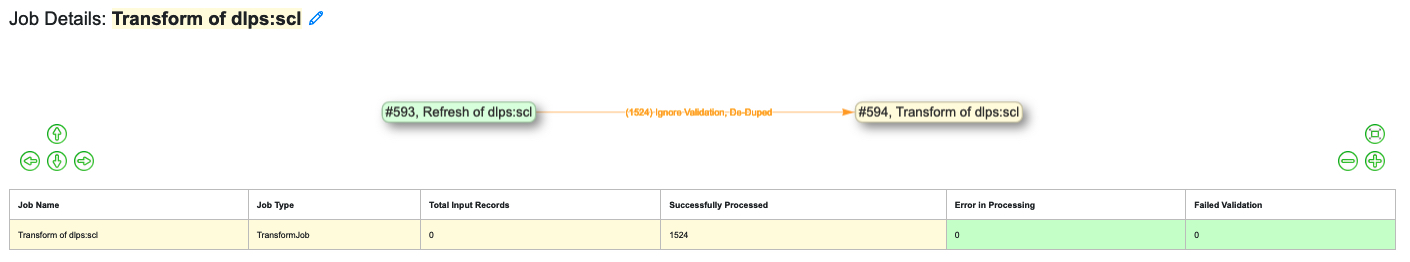 Job Details: Transform of dlps:scl
#593, Refresh of dlps:scl (1524) Ignore Validation, De-Duped #594, Transform of dlps:scl
Job Name Job Type Total Input Records Successfully Processed Error in Processing Failed Validation
Transform of dlps:scl TransformJob 0 1524 0 0